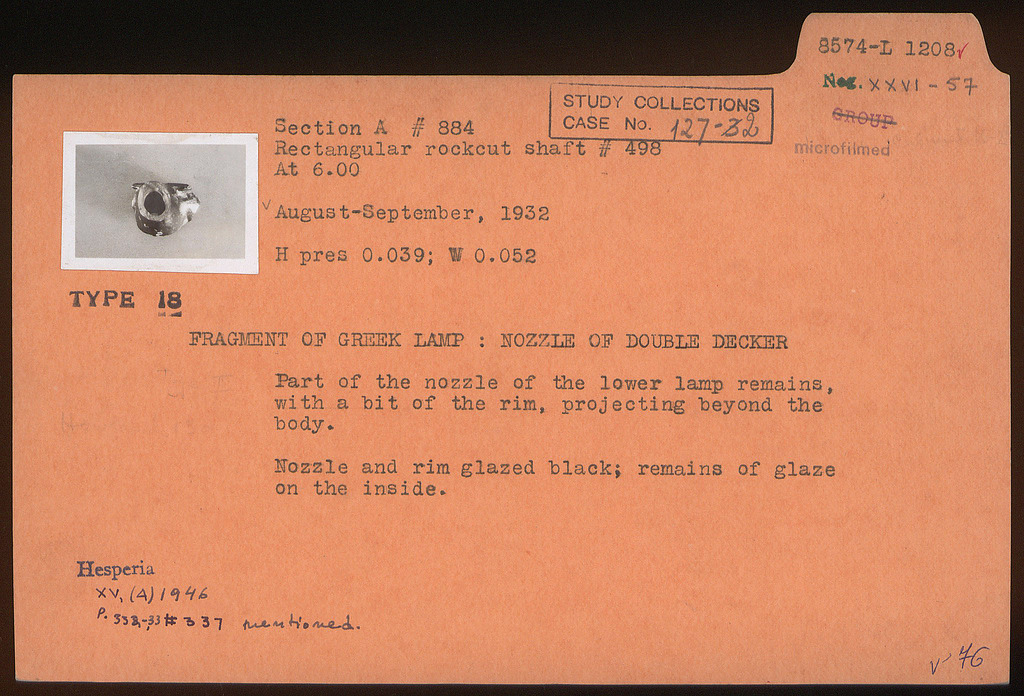 8574-L 1208✓
Neg. XXVI-57
GROUP
microfilmed
STUDY COLLECTIONS
CASE No. 127-32
Section A # 884
Rectangular rockcut shaft # 498
At 6.00
✓August-September, 1932
H pres 0.039; W 0.052
TYPE 18
FRAGMENT OF GREEK LAMP : NOZZLE OF DOUBLE DECKER
Part of the nozzle of the lower lamp remains,
with a bit of the rim, projecting beyond the
body.
Nozzle and rim glazed black; remains of glaze
on the inside.
Hesperia
XV, (4) 1946
P. 332,-33 # 337 mentioned.
✓ 76